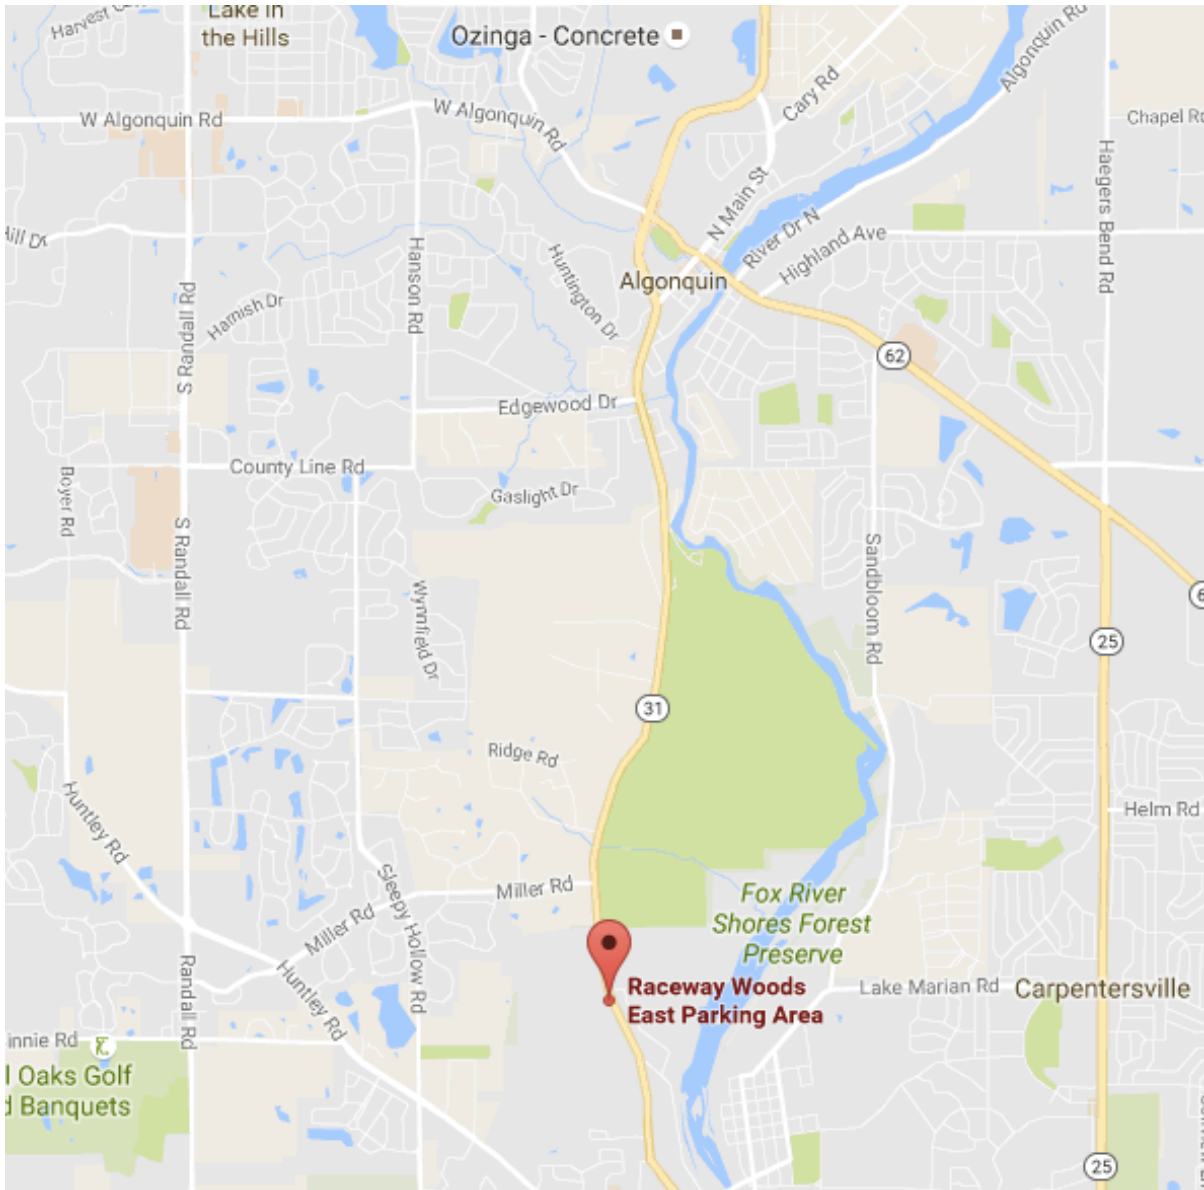 Harvest
Lake in
the Hills
Ozinga - Concrete
Algonquin Rd
Cary Rd
W Algonquin Rd
W Algonquin Rd
Chapel Rd
Haegers Bend Rd
N Main St
River Dr N
Highland Ave
Hanson Rd
Huntington Dr
Algonquin
S Randall Rd
Harnish Dr
62
Edgewood Dr
County Line Rd
Boyer Rd
Gaslight Dr
S Randall Rd
Sandbloom Rd
Wynnfield Dr
25
31
Ridge Rd
Huntley Rd
Helm Rd
Miller Rd
Sleepy Hollow Rd
Fox River
Shores Forest
Preserve
Miller Rd
Huntley Rd
Randall Rd
Raceway Woods
East Parking Area
Lake Marian Rd
Carpentersville
innie Rd
l Oaks Golf
d Banquets
25